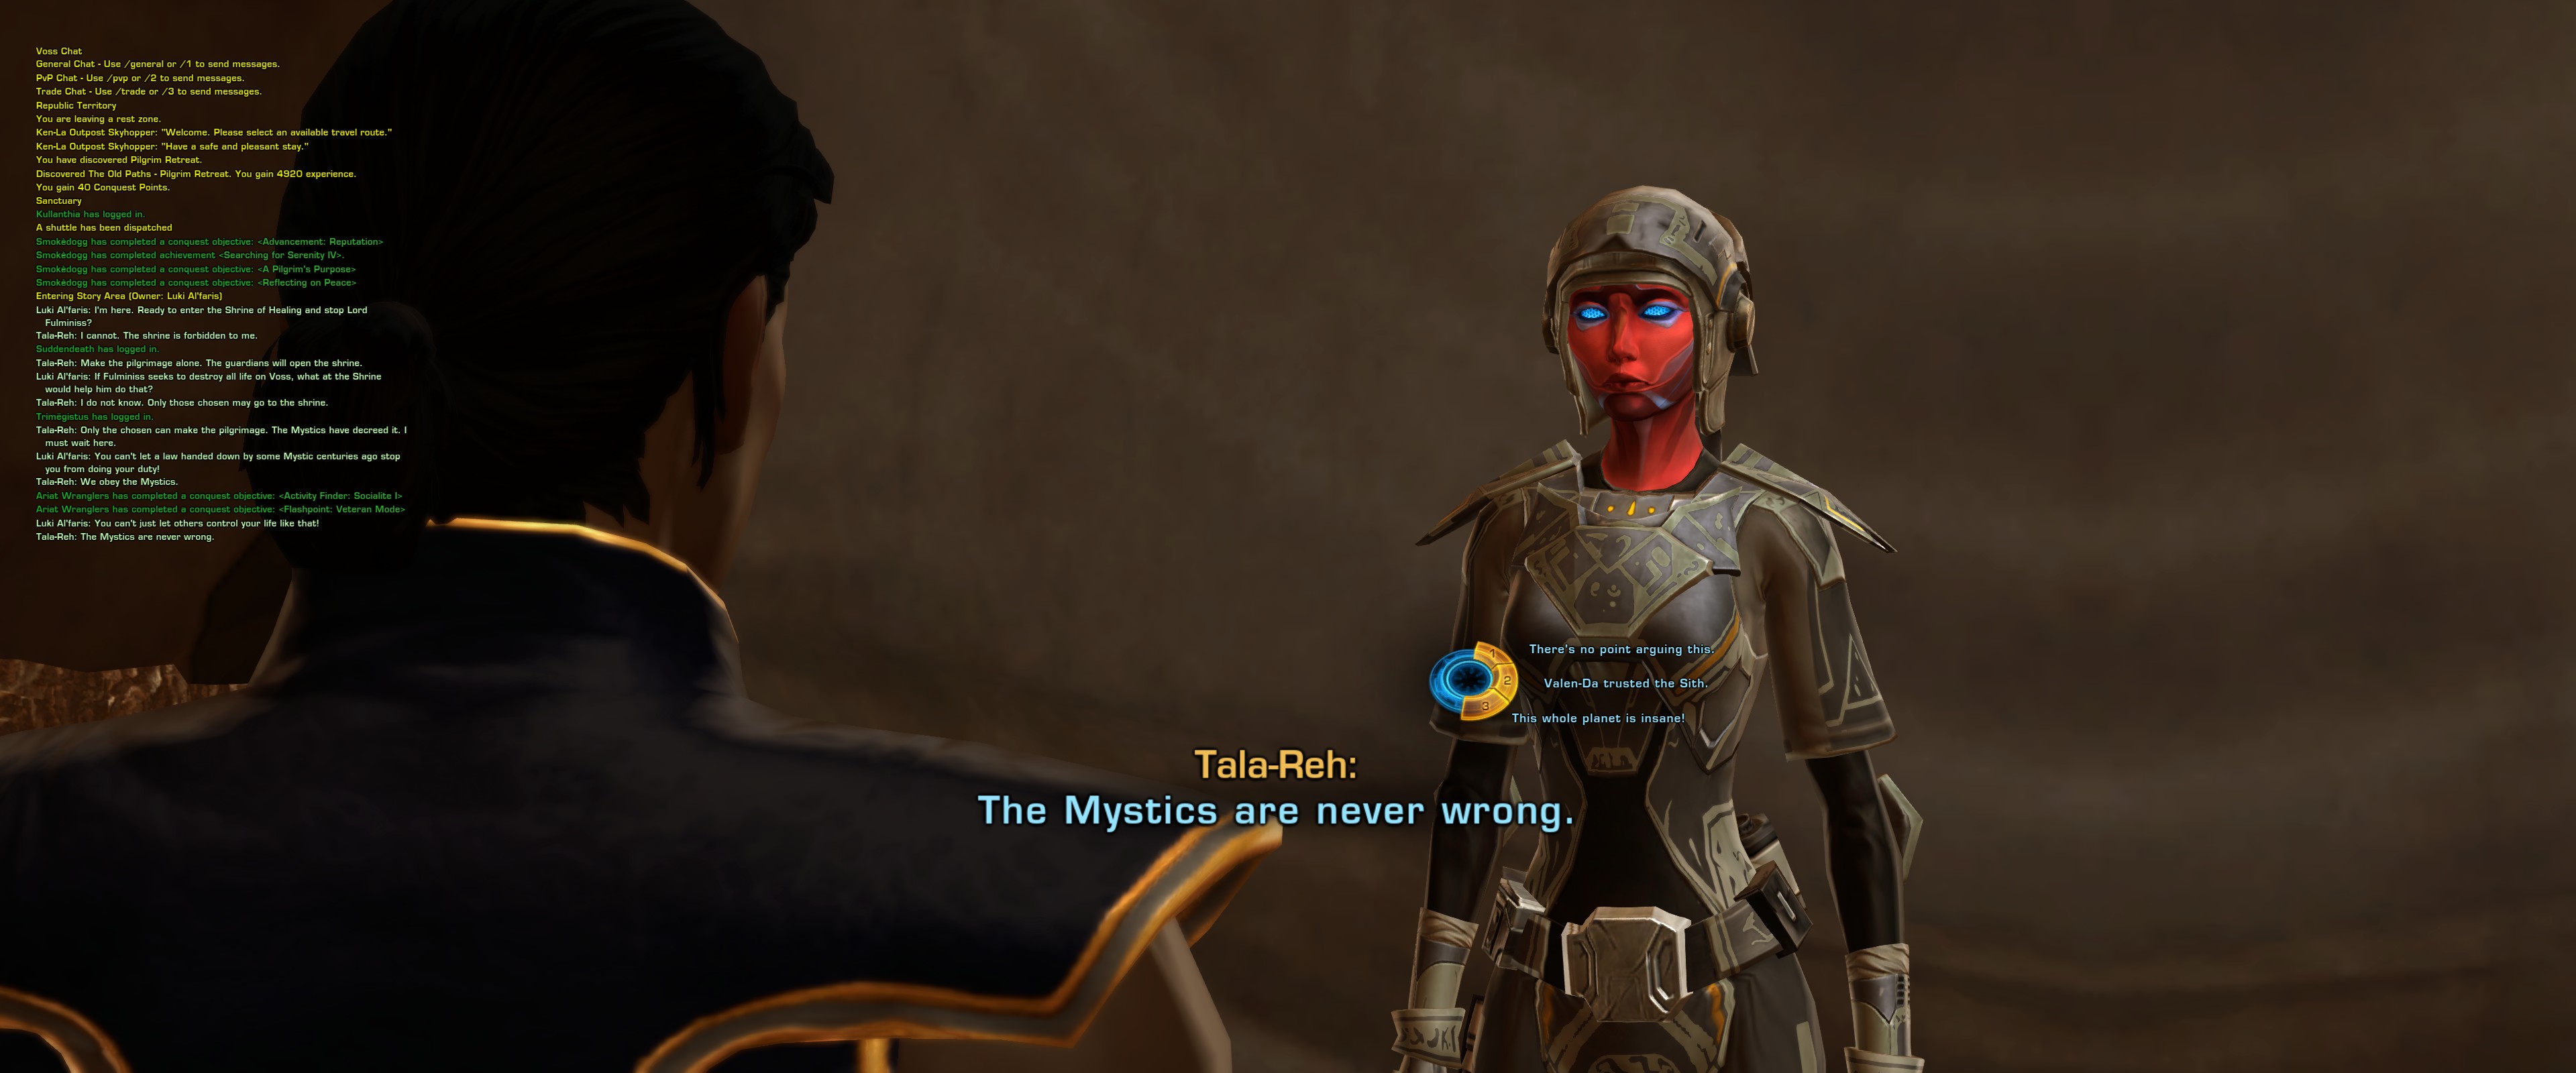 Voss Chat
General Chat - Use /general or /1 to send messages.
PvP Chat - Use /pvp or /2 to send messages.
Trade Chat - Use /trade or /3 to send messages.
Republic Territory
You are leaving a rest zone.
Ken-La Outpost Skyhopper: "Welcome. Please select an available travel route."
Ken-La Outpost Skyhopper: "Have a safe and pleasant stay."
You have discovered Pilgrim Retreat.
Discovered The Old Paths - Pilgrim Retreat. You gain 4920 experience.
You gain 40 Conquest Points.
Sanctuary
Kullanthia has logged in.
A shuttle has been dispatched
Smokèdogg has completed a conquest objective: <Advancement: Reputation>
Smokèdogg has completed achievement <Searching for Serenity IV>.
Smokèdogg has completed a conquest objective: <A Pilgrim's Purpose>
Smokèdogg has completed a conquest objective: <Reflecting on Peace>
Entering Story Area (Owner: Luki Al'faris)
Luki Al'faris: I'm here. Ready to enter the Shrine of Healing and stop Lord
Fulminiss?
Tala-Reh: I cannot. The shrine is forbidden to me.
Suddendeath has logged in.
Tala-Reh: Make the pilgrimage alone. The guardians will open the shrine.
Luki Al'faris: If Fulminiss seeks to destroy all life on Voss, what at the Shrine
would help him do that?
Tala-Reh: I do not know. Only those chosen may go to the shrine.
Trimëgistus has logged in.
Tala-Reh: Only the chosen can make the pilgrimage. The Mystics have decreed it. I
must wait here.
Luki Al'faris: You can't let a law handed down by some Mystic centuries ago stop
you from doing your duty!
Tala-Reh: We obey the Mystics.
Ariat Wranglers has completed a conquest objective: <Activity Finder: Socialite I>
Ariat Wranglers has completed a conquest objective: <Flashpoint: Veteran Mode>
Luki Al'faris: You can't just let others control your life like that!
Tala-Reh: The Mystics are never wrong.
1 There's no point arguing this.
2 Valen-Da trusted the Sith.
3 This whole planet is insane!
Tala-Reh:
The Mystics are never wrong.